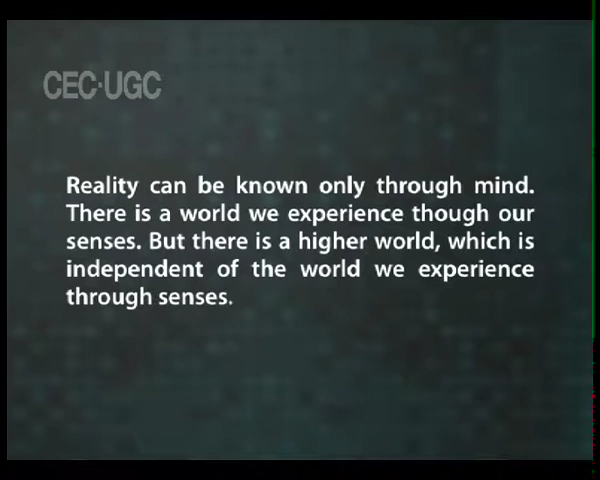 CEC-UGC
Reality can be known only through mind.
There is a world we experience though our
senses. But there is a higher world, which is
independent of the world we experience
through senses.